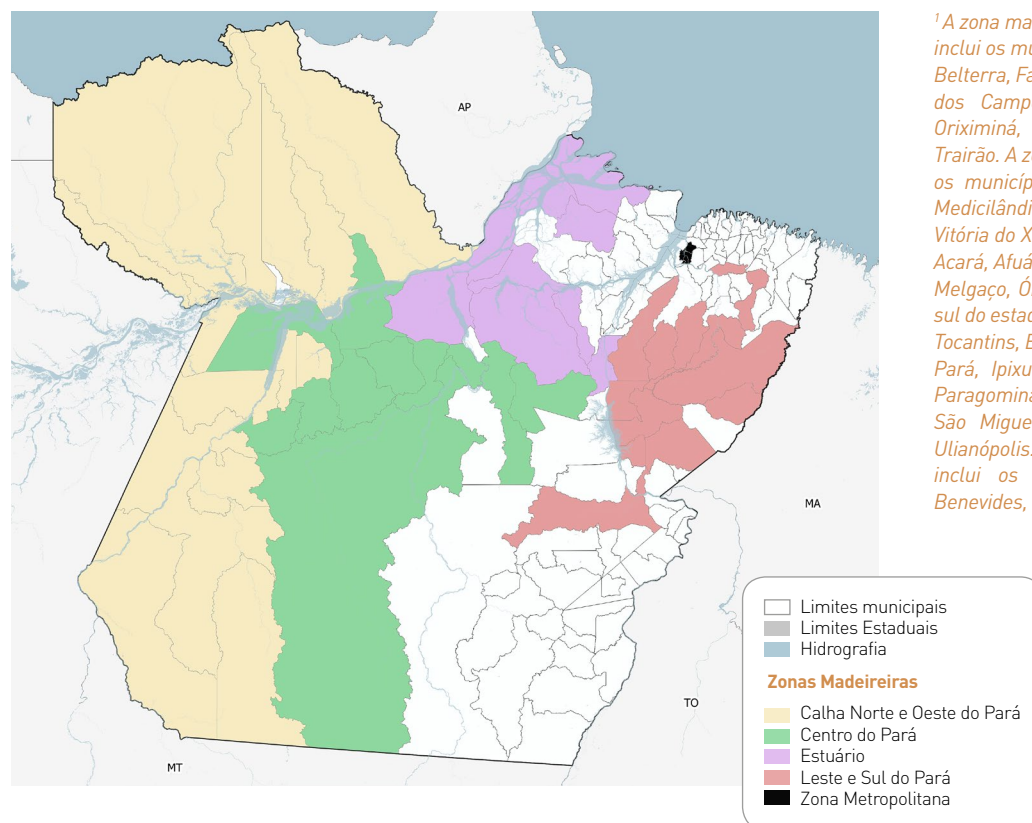 ¹ A zona ma
inclui os mu
Belterra, Fa
dos Camp
Oriximiná,
Trairão. A zo
os municíp
Medicilândi
Vitória do X
Acará, Afuá
Melgaço, Ó
sul do estad
Tocantins, B
Pará, Ipixu
Paragomina
São Migue
Ulianópolis.
inclui os
Benevides,
AP
MA
TO
MT
Limites municipais
Limites Estaduais
Hidrografia
Zonas Madeireiras
Calha Norte e Oeste do Pará
Centro do Pará
Estuário
Leste e Sul do Pará
Zona Metropolitana